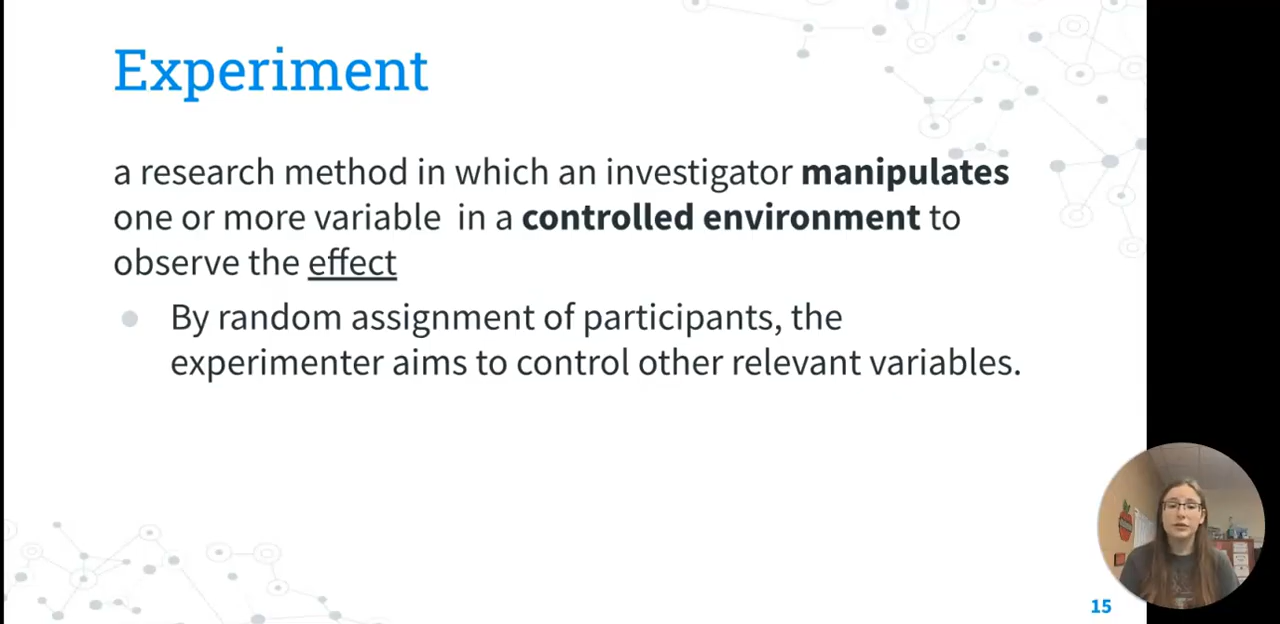 Experiment
a research method in which an investigator manipulates
one or more variable in a controlled environment to
observe the effect
By random assignment of participants, the
experimenter aims to control other relevant variables.
15